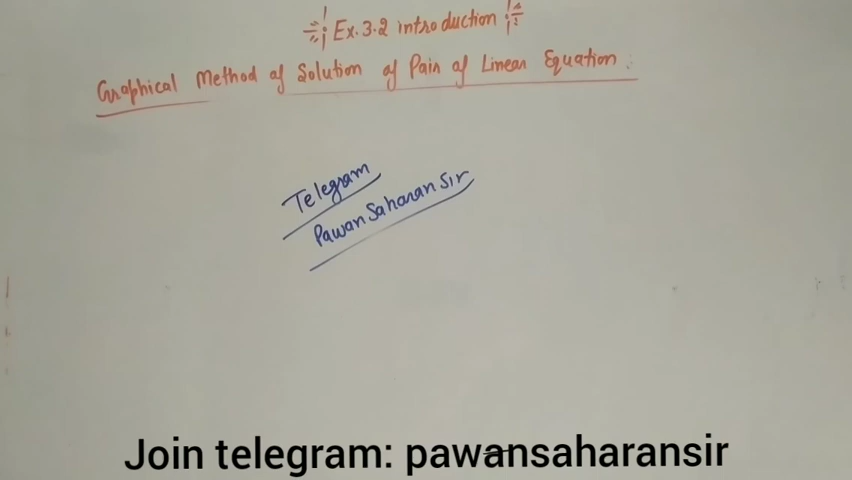 Ex. 3.2 introduction
Graphical Method of Solution of Pair of Linear Equation :
Telegram
Pawan Saharan Sir
Join telegram: pawansaharansir